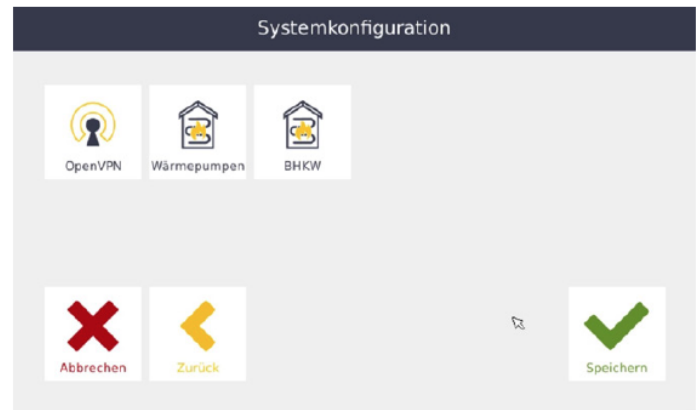 Systemkonfiguration
OpenVPN
Wärmepumpen
BHKW
Abbrechen
Zurück
Speichern